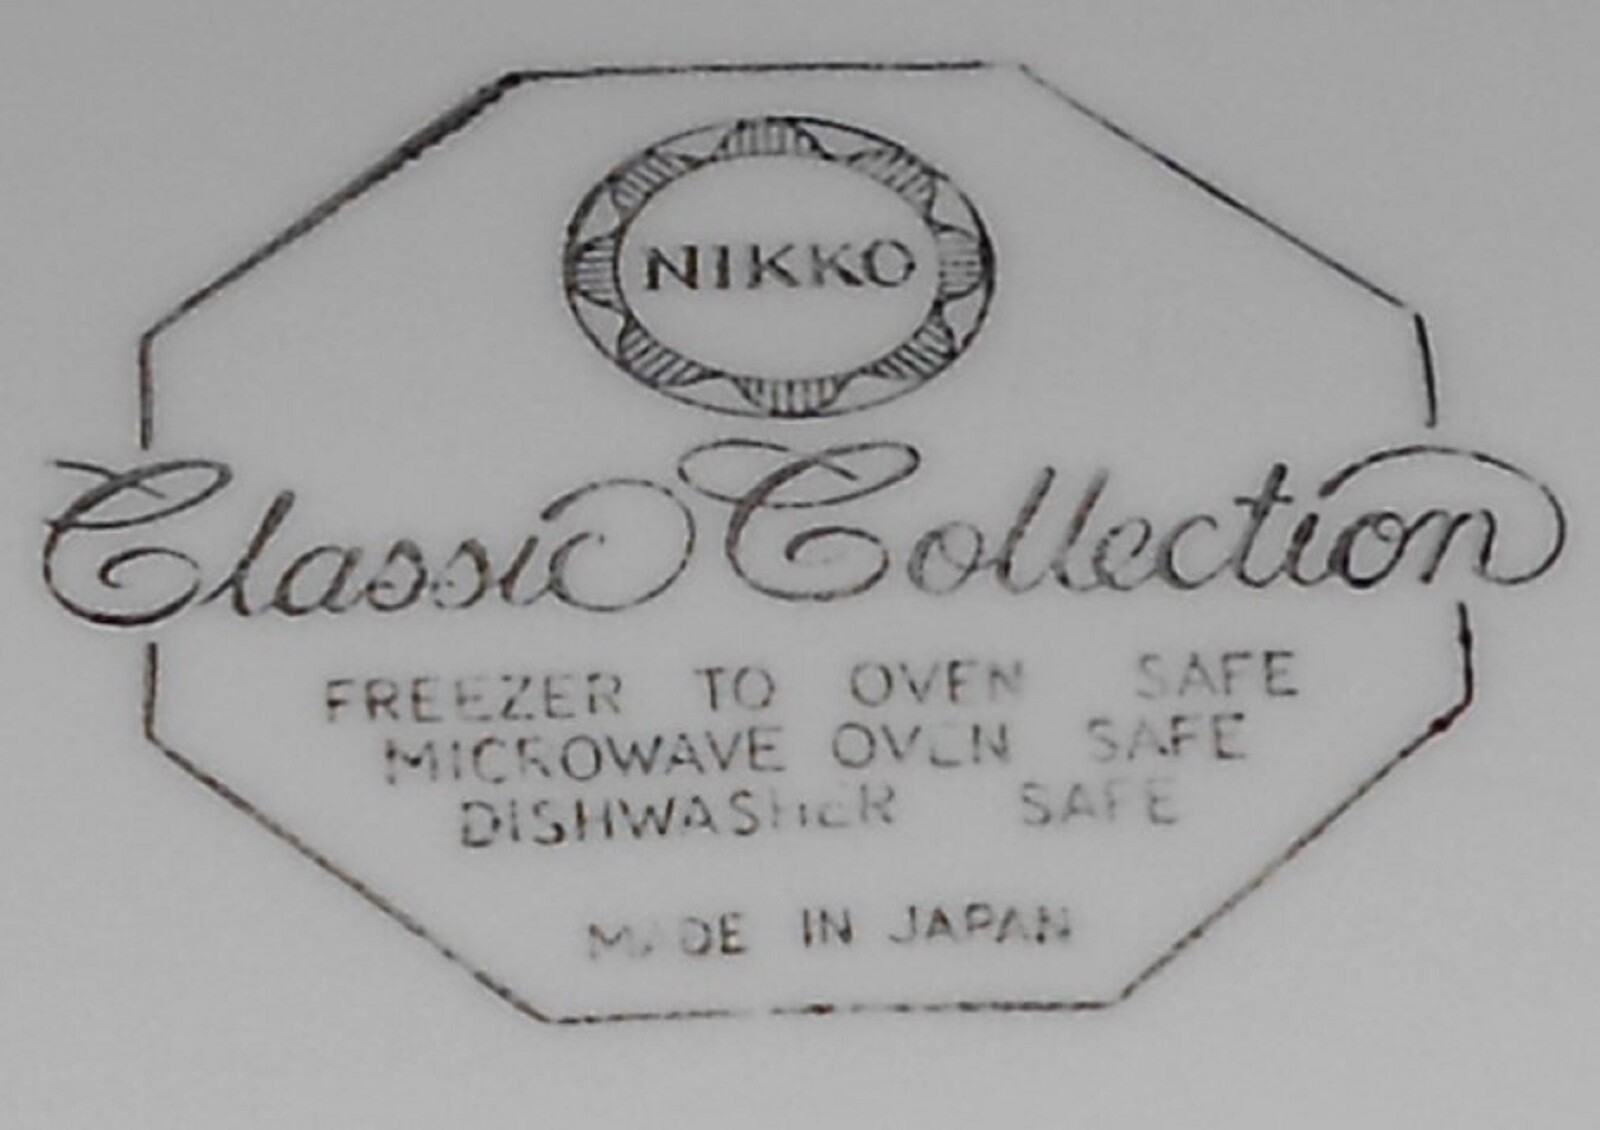 NIKKO
Classic Collection
FREEZER TO OVEN SAFE
MICROWAVE OVEN SAFE
DISHWASHER SAFE
MADE IN JAPAN